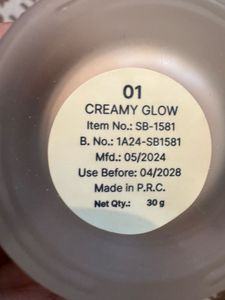 01
CREAMY GLOW
Item No.: SB-1581
B. No.: 1A24-SB1581
Mfd.: 05/2024
Use Before: 04/2028
Made in P.R.C.
Net Qty.: 30 g